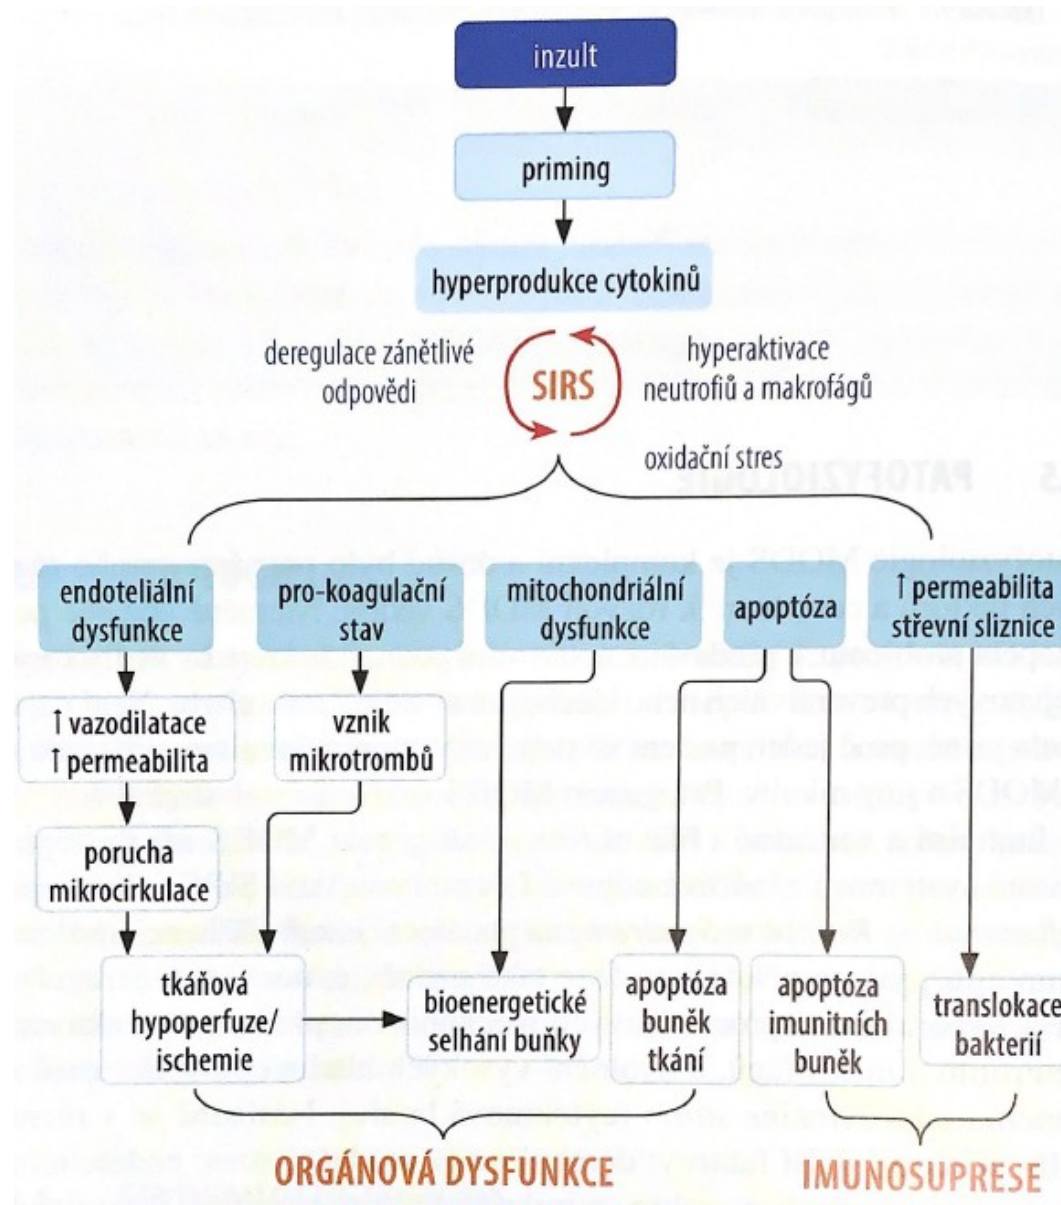 inzult
priming
hyperprodukce cytokinů
deregulace zánětlivé
odpovědi
SIRS
hyperaktivace
neutrofiů a makrofágů
oxidační stres
endoteliální
dysfunkce
pro-koagulační
stav
mitochondriální
dysfunkce
apoptóza
↑ permeabilita
střevní sliznice
↑ vazodilatace
↑ permeabilita
vznik
mikrotrombů
porucha
mikrocirkulace
tkáňová
hypoperfuze/
ischemie
bioenergetické
selhání buňky
apoptóza
buněk
tkání
apoptóza
imunitních
buněk
translokace
bakterií
ORGÁNOVÁ DYSFUNKCE
IMUNOSUPRESE